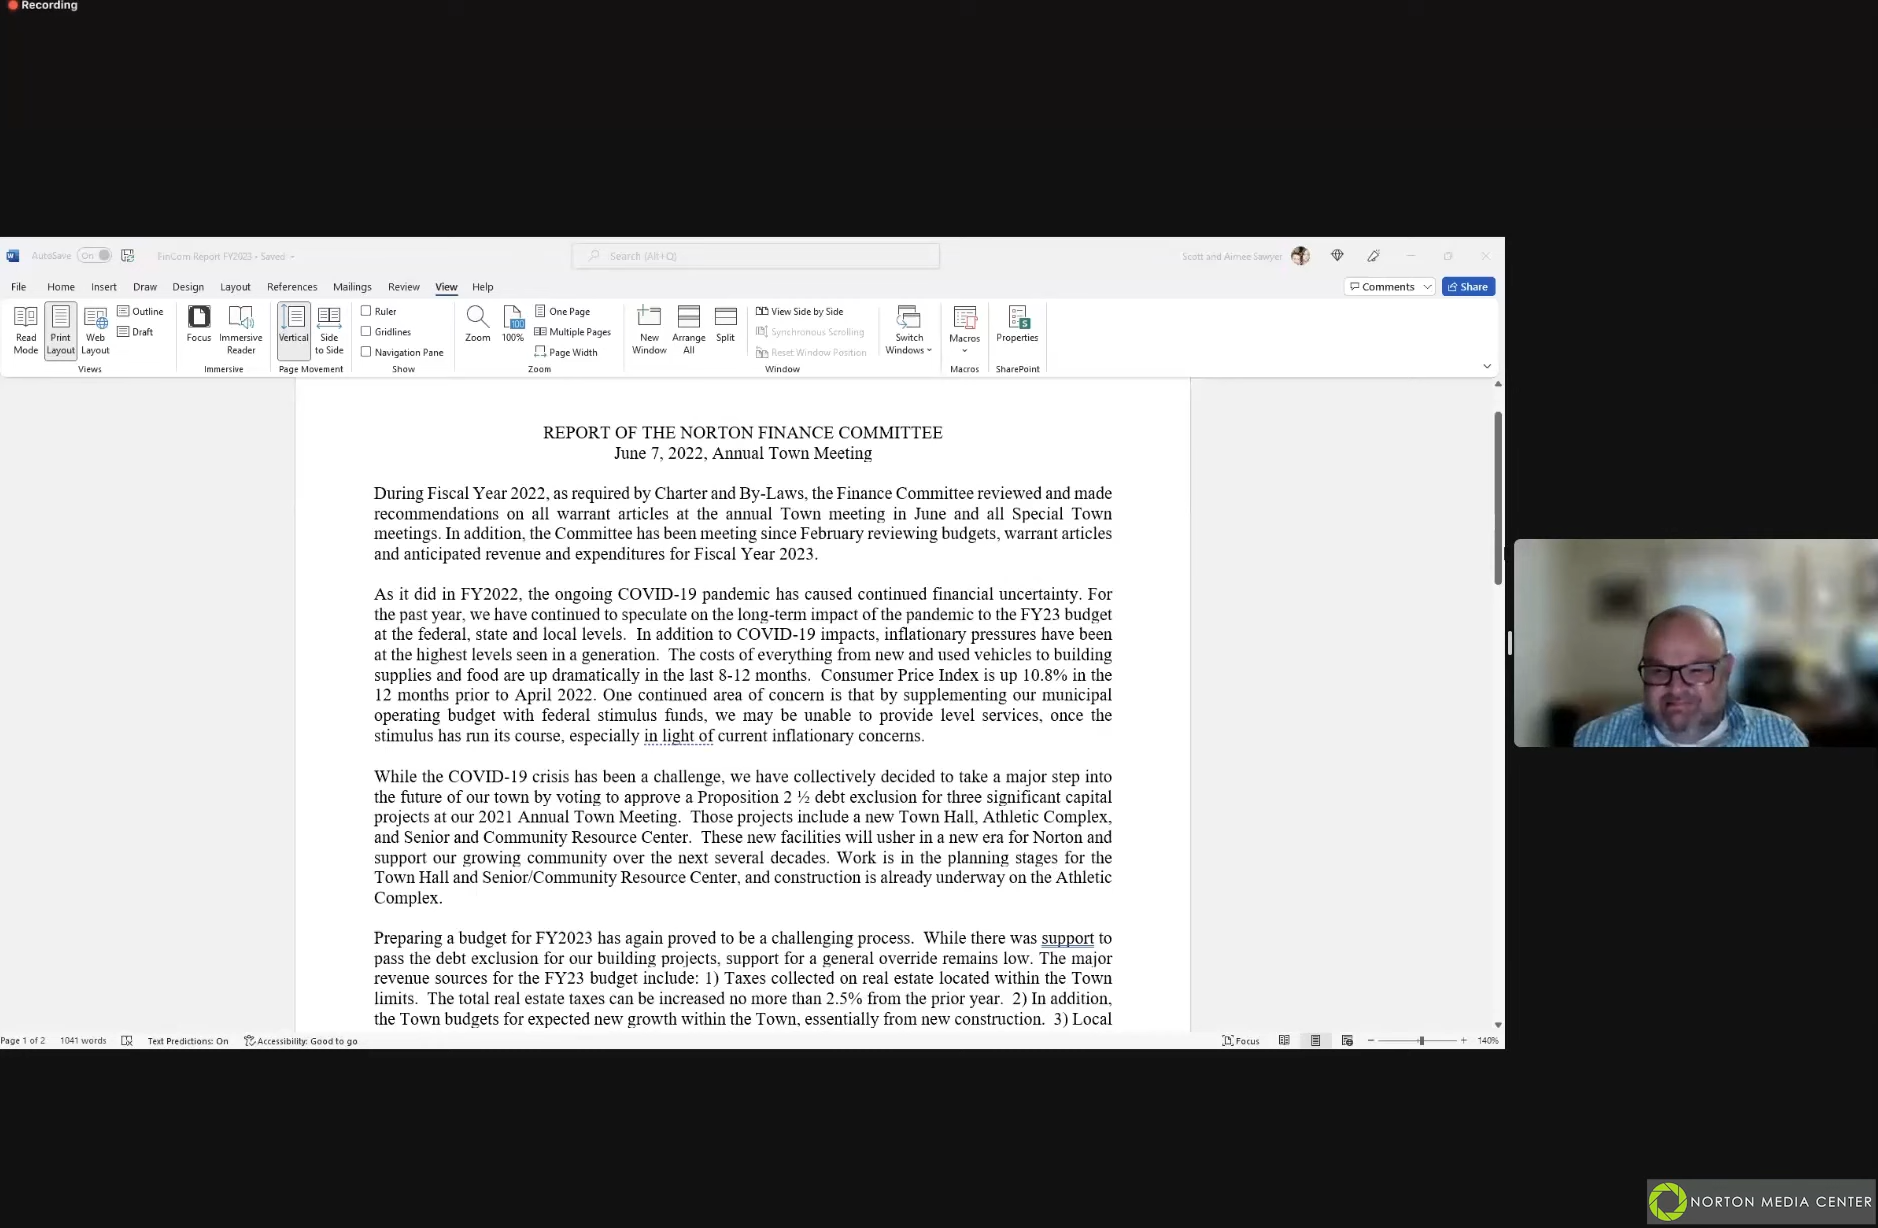 Recording
AutoSave On FinCom Report FY2023 - Saved Search (Alt+Q) Scott and Aimee Sawyer
File Home Insert Draw Design Layout References Mailings Review View Help Comments Share
Read Mode
Print Layout
Web Layout
Outline
Draft
Views
Focus
Immersive Reader
Immersive
Vertical
Side to Side
Page Movement
Ruler
Gridlines
Navigation Pane
Show
Zoom
100
100%
One Page
Multiple Pages
Page Width
Zoom
New Window
Arrange All
Split
View Side by Side
Synchronous Scrolling
Reset Window Position
Switch Windows
Window
Macros
Macros
Properties
SharePoint
REPORT OF THE NORTON FINANCE COMMITTEE
June 7, 2022, Annual Town Meeting
During Fiscal Year 2022, as required by Charter and By-Laws, the Finance Committee reviewed and made
recommendations on all warrant articles at the annual Town meeting in June and all Special Town
meetings. In addition, the Committee has been meeting since February reviewing budgets, warrant articles
and anticipated revenue and expenditures for Fiscal Year 2023.
As it did in FY2022, the ongoing COVID-19 pandemic has caused continued financial uncertainty. For
the past year, we have continued to speculate on the long-term impact of the pandemic to the FY23 budget
at the federal, state and local levels. In addition to COVID-19 impacts, inflationary pressures have been
at the highest levels seen in a generation. The costs of everything from new and used vehicles to building
supplies and food are up dramatically in the last 8-12 months. Consumer Price Index is up 10.8% in the
12 months prior to April 2022. One continued area of concern is that by supplementing our municipal
operating budget with federal stimulus funds, we may be unable to provide level services, once the
stimulus has run its course, especially in light of current inflationary concerns.
While the COVID-19 crisis has been a challenge, we have collectively decided to take a major step into
the future of our town by voting to approve a Proposition 2 ½ debt exclusion for three significant capital
projects at our 2021 Annual Town Meeting. Those projects include a new Town Hall, Athletic Complex,
and Senior and Community Resource Center. These new facilities will usher in a new era for Norton and
support our growing community over the next several decades. Work is in the planning stages for the
Town Hall and Senior/Community Resource Center, and construction is already underway on the Athletic
Complex.
Preparing a budget for FY2023 has again proved to be a challenging process. While there was support to
pass the debt exclusion for our building projects, support for a general override remains low. The major
revenue sources for the FY23 budget include: 1) Taxes collected on real estate located within the Town
limits. The total real estate taxes can be increased no more than 2.5% from the prior year. 2) In addition,
the Town budgets for expected new growth within the Town, essentially from new construction. 3) Local
Page 1 of 2 1041 words Text Predictions: On Accessibility: Good to go Focus 140%
NORTON MEDIA CENTER